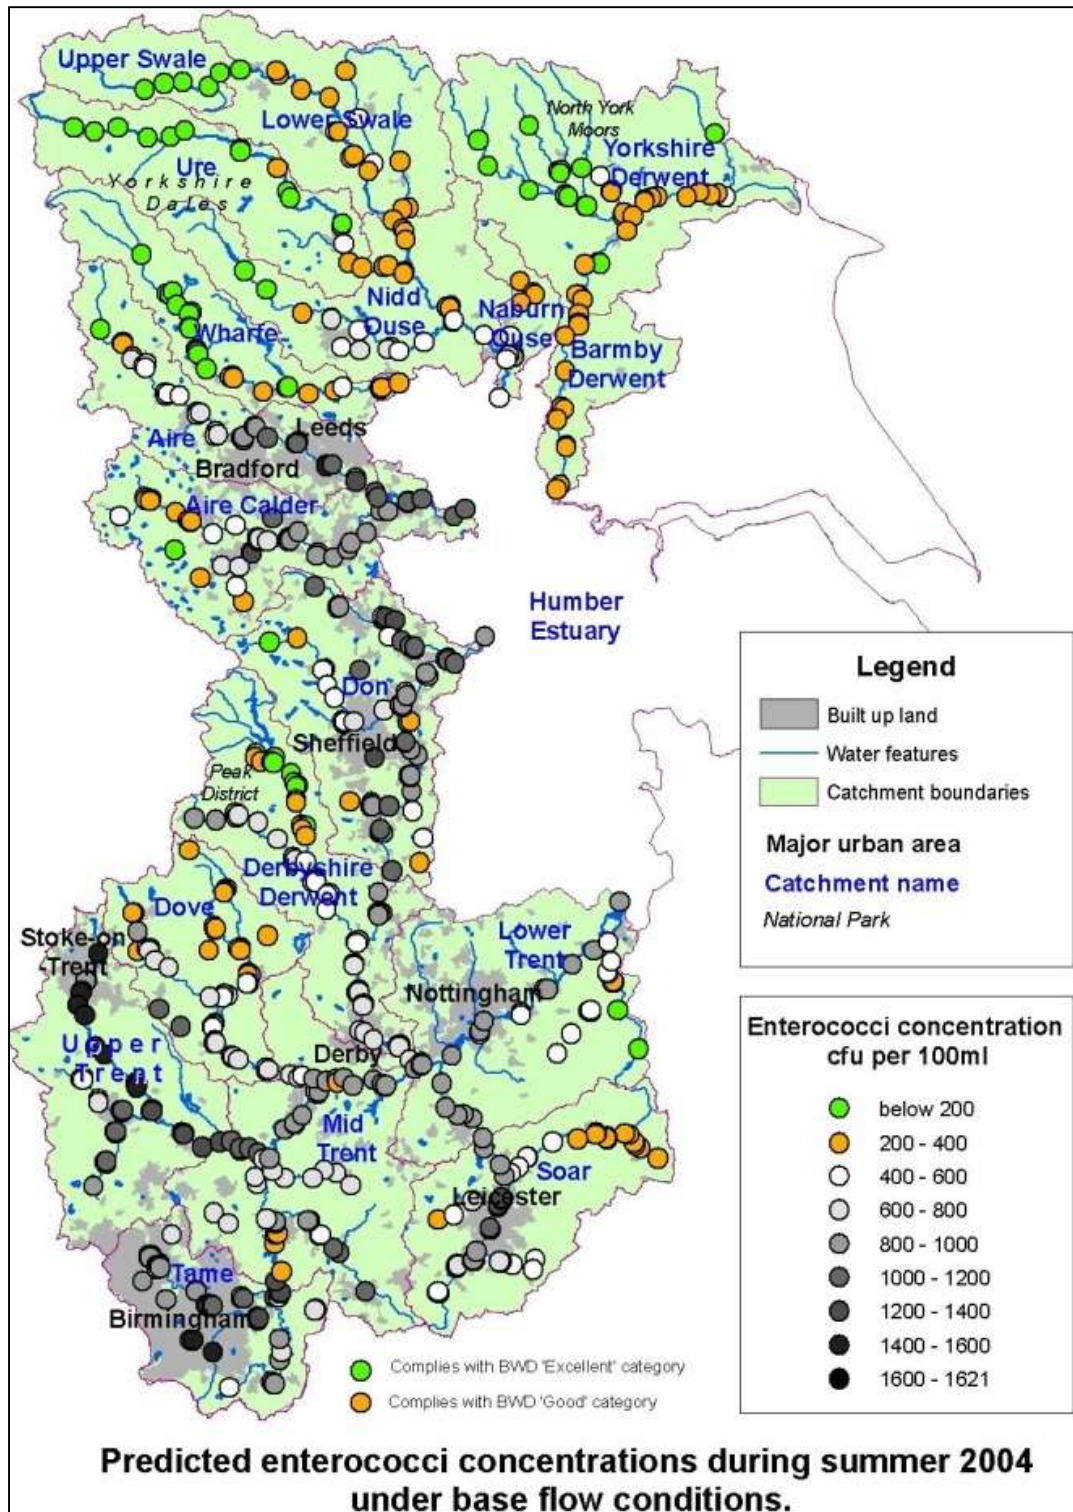 Upper Swale
Lower Swale
North York
Moors
Yorkshire
Derwent
Ure
Yorkshire
Dales
Nidd
Ouse
Naburn
Ouse
Wharfe
Barmby
Derwent
Leeds
Aire
Bradford
Aire Calder
Humber
Estuary
Don
Sheffield
Peak
District
Derbyshire
Derwent
Dove
Stoke-on
-Trent
Lower
Trent
Nottingham
Upper
Trent
Derby
Mid
Trent
Soar
Leicester
Tame
Birmingham
Legend
Built up land
Water features
Catchment boundaries
Major urban area
Catchment name
National Park
Enterococci concentration
cfu per 100ml
below 200
200 - 400
400 - 600
600 - 800
800 - 1000
1000 - 1200
1200 - 1400
1400 - 1600
1600 - 1621
Complies with BWD 'Excellent' category
Complies with BWD 'Good' category
Predicted enterococci concentrations during summer 2004
under base flow conditions.